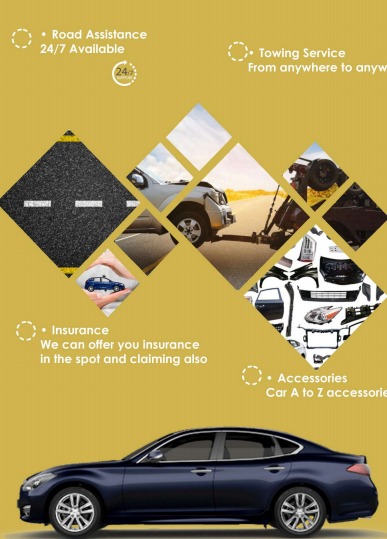 • Road Assistance
24/7 Available
24/7
• Towing Service
From anywhere to anyw
• Insurance
We can offer you insurance
in the spot and claiming also
• Accessories
Car A to Z accessorie